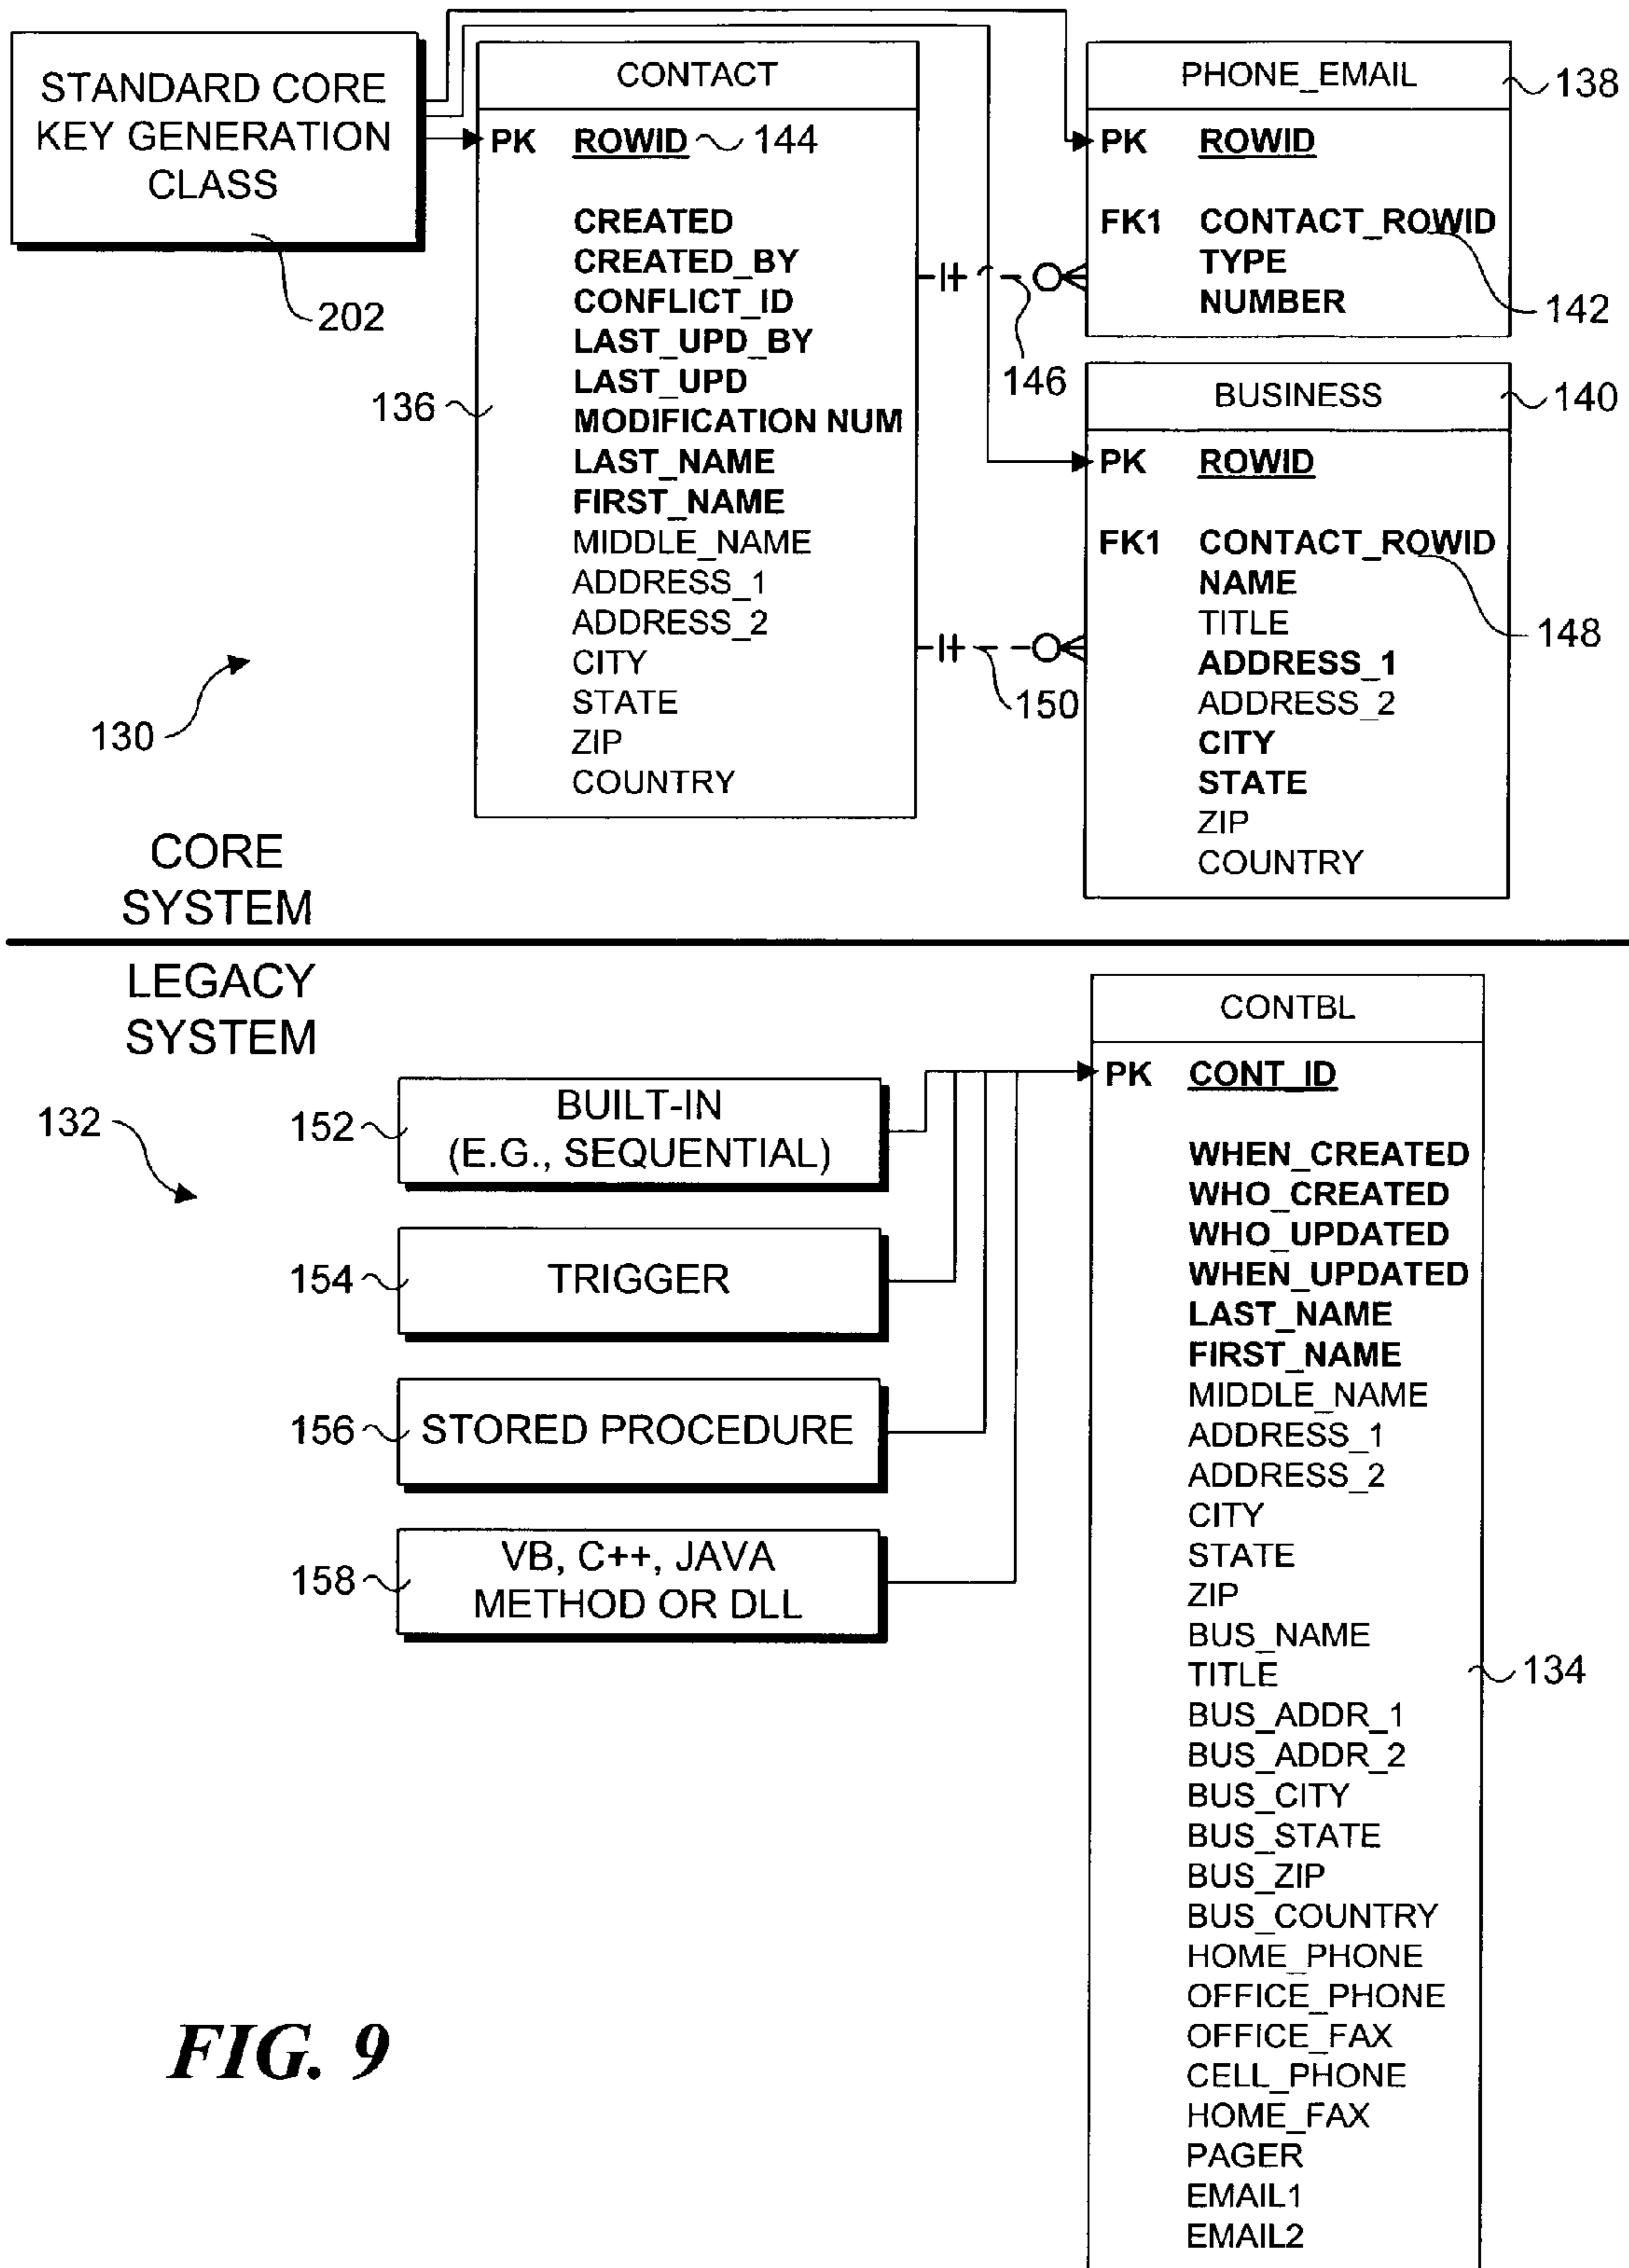 STANDARD CORE
KEY GENERATION
CLASS
202
CONTACT
PK ROWID 144
CREATED
CREATED_BY
CONFLICT_ID
LAST_UPD_BY
LAST_UPD
MODIFICATION NUM
LAST_NAME
FIRST_NAME
MIDDLE_NAME
ADDRESS_1
ADDRESS_2
CITY
STATE
ZIP
COUNTRY
136
PHONE_EMAIL
138
PK ROWID
FK1 CONTACT_ROWID
TYPE
NUMBER
142
146
BUSINESS
140
PK ROWID
FK1 CONTACT_ROWID
NAME
TITLE
148
ADDRESS_1
ADDRESS_2
CITY
STATE
ZIP
COUNTRY
150
130
CORE
SYSTEM
LEGACY
SYSTEM
132
152
BUILT-IN
(E.G., SEQUENTIAL)
154
TRIGGER
156
STORED PROCEDURE
158
VB, C++, JAVA
METHOD OR DLL
CONTBL
PK CONT_ID
WHEN_CREATED
WHO_CREATED
WHO_UPDATED
WHEN_UPDATED
LAST_NAME
FIRST_NAME
MIDDLE_NAME
ADDRESS_1
ADDRESS_2
CITY
STATE
ZIP
BUS_NAME
TITLE
134
BUS_ADDR_1
BUS_ADDR_2
BUS_CITY
BUS_STATE
BUS_ZIP
BUS_COUNTRY
HOME_PHONE
OFFICE_PHONE
OFFICE_FAX
CELL_PHONE
HOME_FAX
PAGER
EMAIL1
EMAIL2
FIG. 9